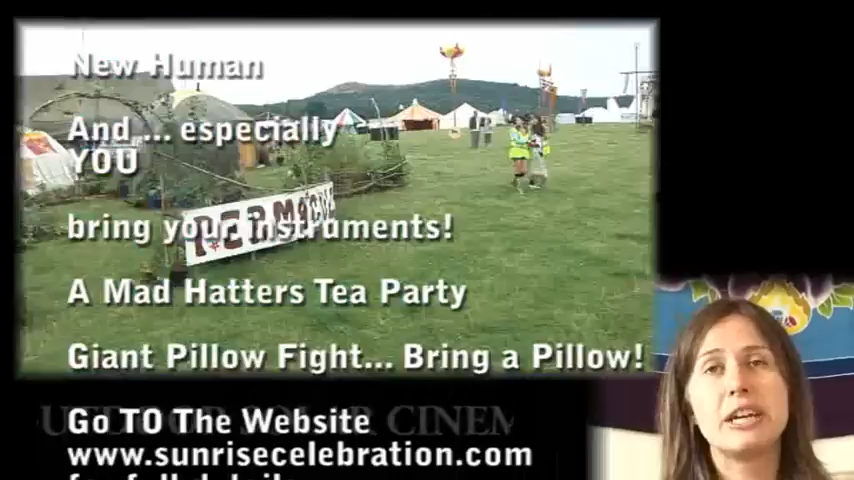 New Human
And ... especially
YOU
bring your instruments!
A Mad Hatters Tea Party
Giant Pillow Fight... Bring a Pillow!
Go TO The Website
www.sunrisecelebration.com